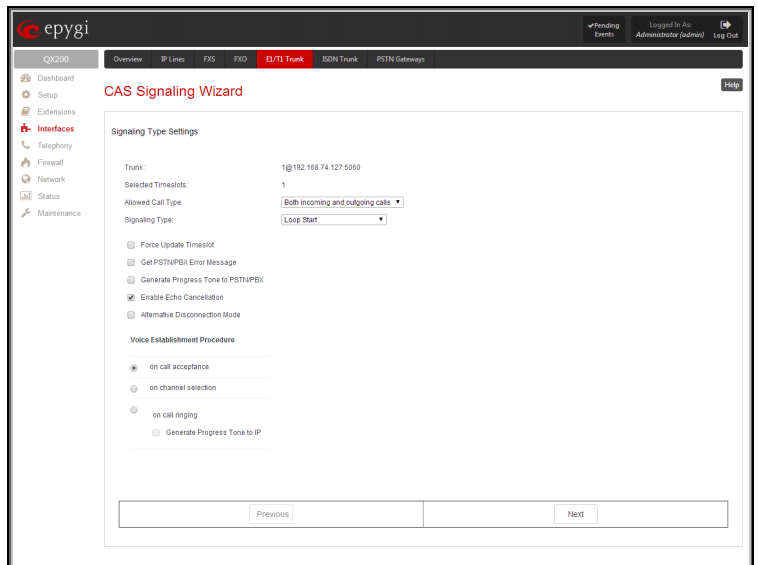 epygi
Pending Events
Logged In As:
Administrator (admin)
Log Out
QX200
Overview IP Lines FXS FXO E1/T1 Trunk ISDN Trunk PSTN Gateways
Dashboard
Setup
Extensions
Interfaces
Telephony
Firewall
Network
Status
Maintenance
CAS Signaling Wizard
Help
Signaling Type Settings
Trunk : 1@192.168.74.127:5060
Selected Timeslots: 1
Allowed Call Type: Both incoming and outgoing calls
Signaling Type: Loop Start
Force Update Timeslot
Get PSTN/PBX Error Message
Generate Progress Tone to PSTN/PBX
Enable Echo Cancellation
Alternative Disconnection Mode
Voice Establishment Procedure
on call acceptance
on channel selection
on call ringing
Generate Progress Tone to IP
Previous Next